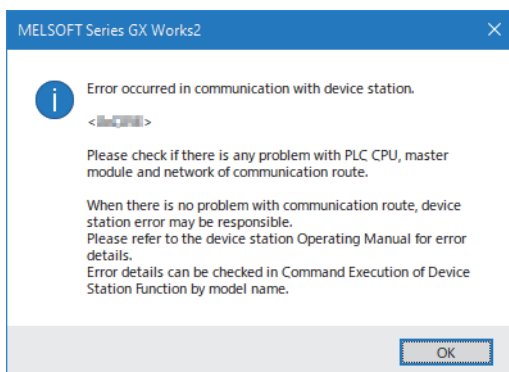 MELSOFT Series GX Works2
Error occurred in communication with device station.
Please check if there is any problem with PLC CPU, master
module and network of communication route.
When there is no problem with communication route, device
station error may be responsible.
Please refer to the device station Operating Manual for error
details.
Error details can be checked in Command Execution of Device
Station Function by model name.
OK